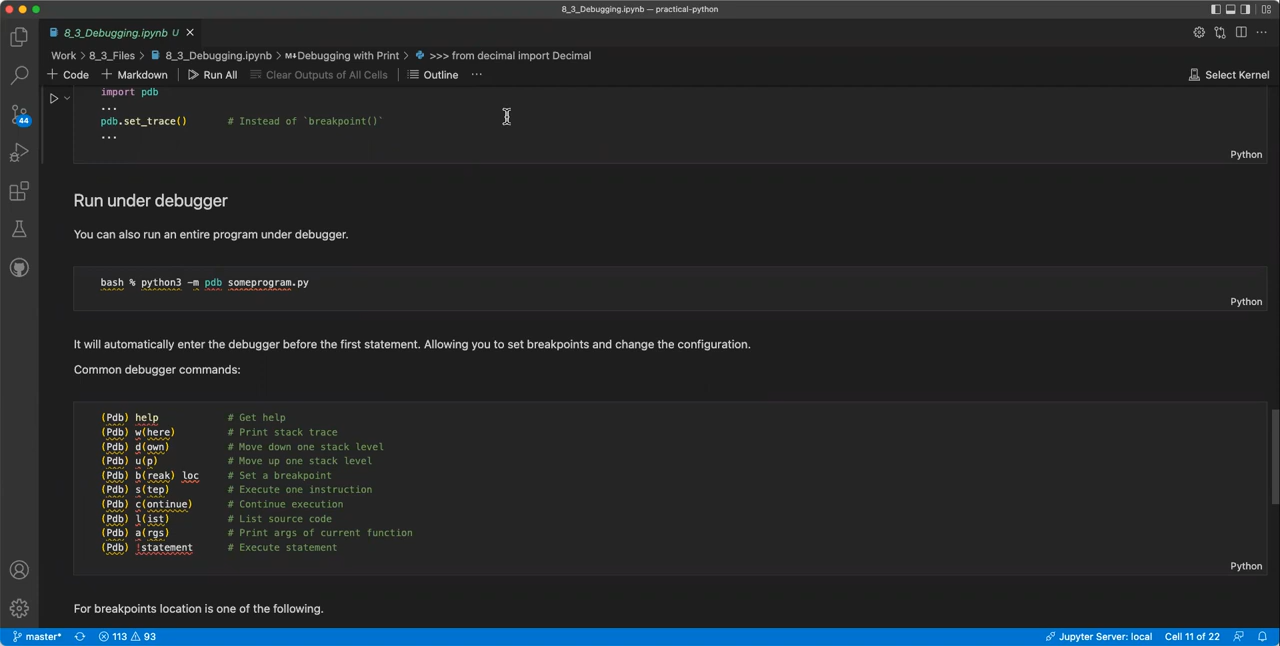 8_3_Debugging.ipynb — practical-python
8_3_Debugging.ipynb U
Work > 8_3_Files > 8_3_Debugging.ipynb > M↓Debugging with Print > >>> from decimal import Decimal
+ Code + Markdown Run All Clear Outputs of All Cells Outline ... Select Kernel
44
import pdb
...
pdb.set_trace() # Instead of `breakpoint()`
...
Python
Run under debugger
You can also run an entire program under debugger.
bash % python3 -m pdb someprogram.py
Python
It will automatically enter the debugger before the first statement. Allowing you to set breakpoints and change the configuration.
Common debugger commands:
(Pdb) help # Get help
(Pdb) w(here) # Print stack trace
(Pdb) d(own) # Move down one stack level
(Pdb) u(p) # Move up one stack level
(Pdb) b(reak) loc # Set a breakpoint
(Pdb) s(tep) # Execute one instruction
(Pdb) c(ontinue) # Continue execution
(Pdb) l(ist) # List source code
(Pdb) a(rgs) # Print args of current function
(Pdb) !statement # Execute statement
Python
For breakpoints location is one of the following.
master* 113 93 Jupyter Server: local Cell 11 of 22